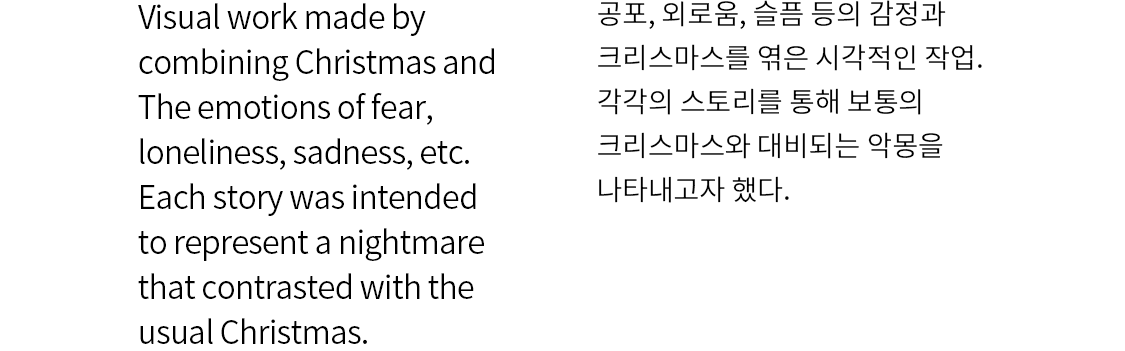 Visual work made by
combining Christmas and
The emotions of fear,
loneliness, sadness, etc.
Each story was intended
to represent a nightmare
that contrasted with the
usual Christmas.
공포, 외로움, 슬픔 등의 감정과
크리스마스를 엮은 시각적인 작업.
각각의 스토리를 통해 보통의
크리스마스와 대비되는 악몽을
나타내고자 했다.